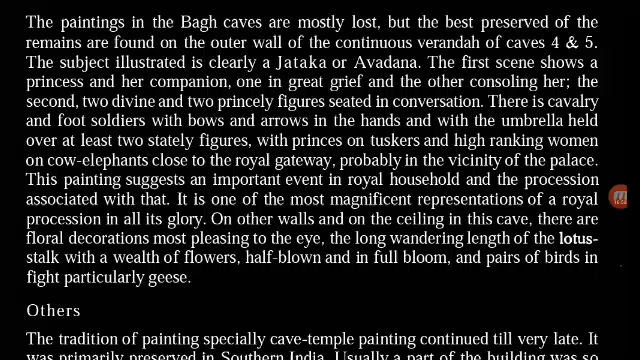 The paintings in the Bagh caves are mostly lost, but the best preserved of the
remains are found on the outer wall of the continuous verandah of caves 4 & 5.
The subject illustrated is clearly a Jataka or Avadana. The first scene shows a
princess and her companion, one in great grief and the other consoling her; the
second, two divine and two princely figures seated in conversation. There is cavalry
and foot soldiers with bows and arrows in the hands and with the umbrella held
over at least two stately figures, with princes on tuskers and high ranking women
on cow-elephants close to the royal gateway, probably in the vicinity of the palace.
This painting suggests an important event in royal household and the procession
associated with that. It is one of the most magnificent representations of a royal
procession in all its glory. On other walls and on the ceiling in this cave, there are
floral decorations most pleasing to the eye, the long wandering length of the lotus-
stalk with a wealth of flowers, half-blown and in full bloom, and pairs of birds in
fight particularly geese.
Others
The tradition of painting specially cave-temple painting continued till very late. It
was primarily preserved in Southern India. Usually a part of the building was so